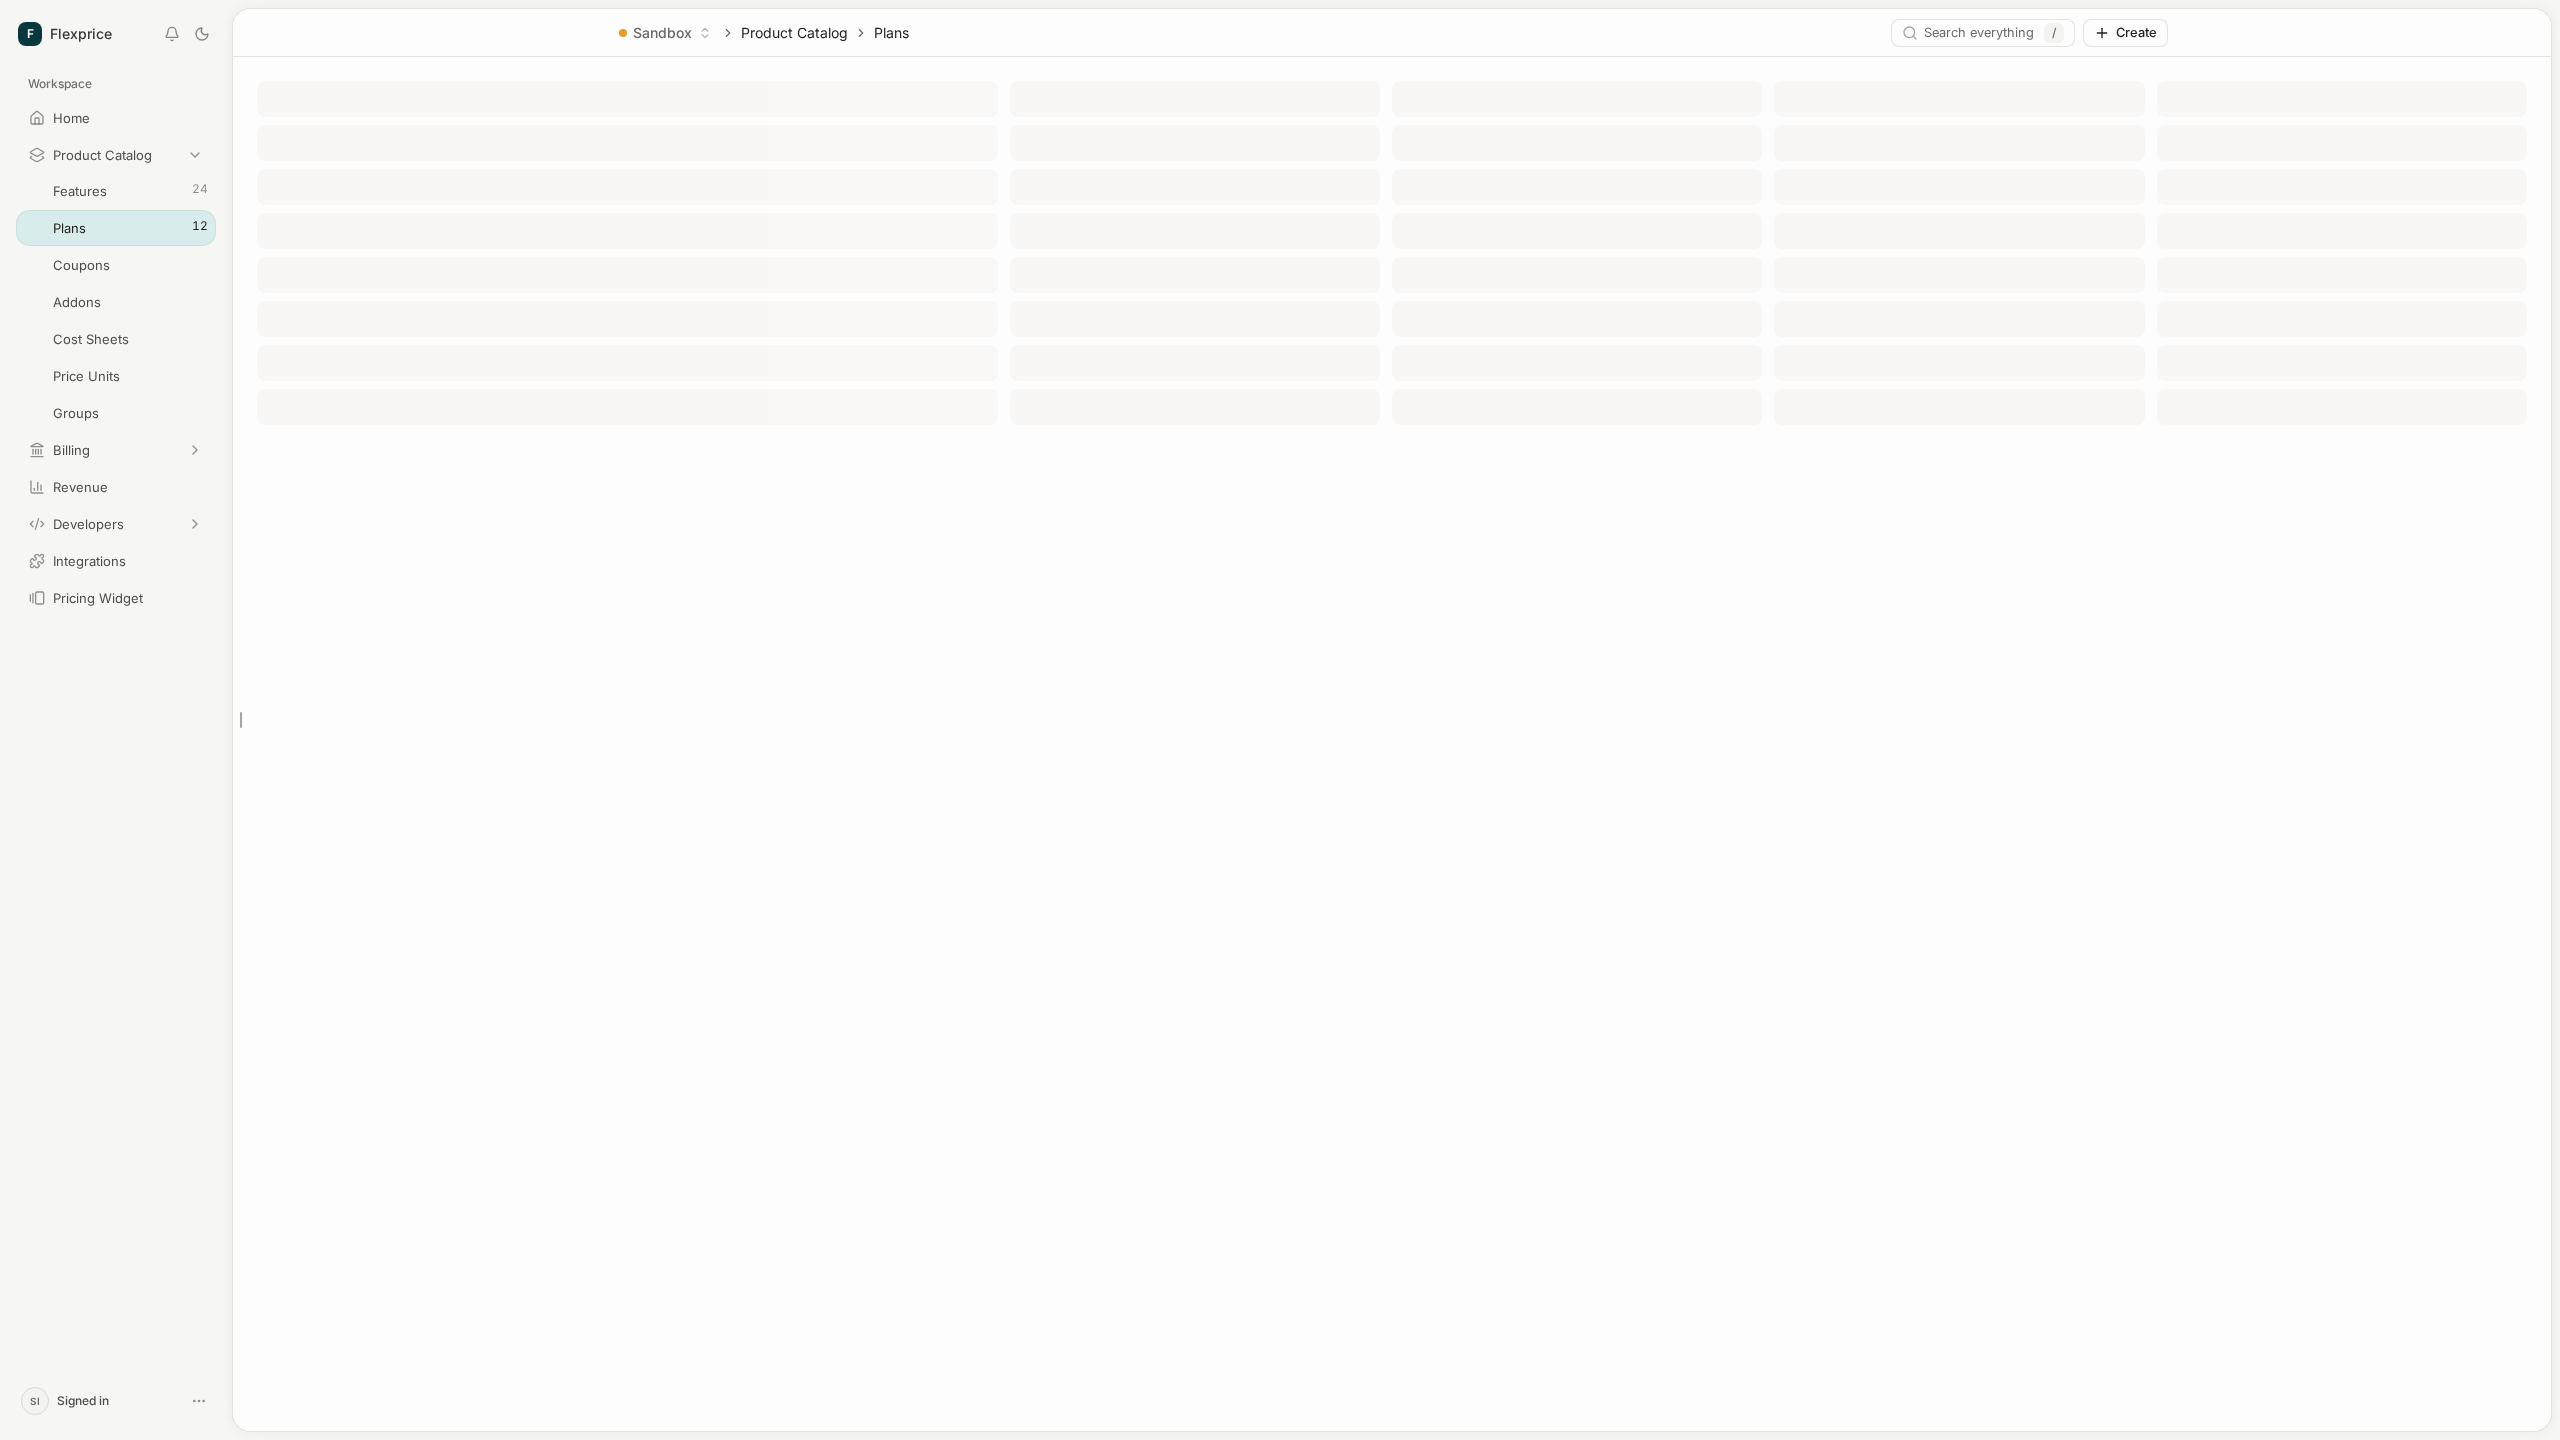 F Flexprice
Sandbox > Product Catalog > Plans
Search everything /
Create
Workspace
Home
Product Catalog
Features 24
Plans 12
Coupons
Addons
Cost Sheets
Price Units
Groups
Billing
Revenue
Developers
Integrations
Pricing Widget
SI Signed in